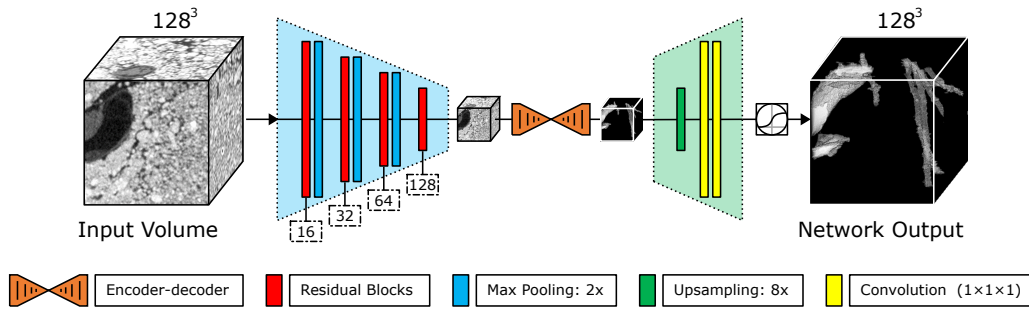 128³
128³
16
32
64
128
Input Volume
Network Output
Encoder-decoder
Residual Blocks
Max Pooling: 2x
Upsampling: 8x
Convolution (1×1×1)